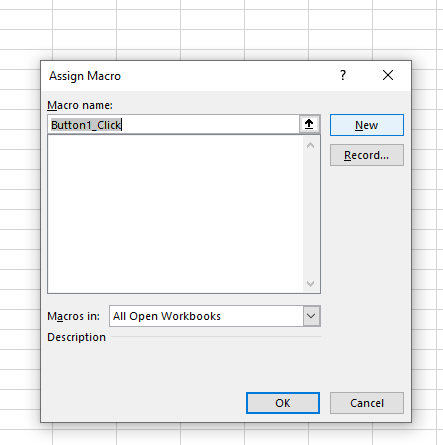 Assign Macro
?
Macro name:
Button1_Click
New
Record...
Macros in:
All Open Workbooks
Description
OK
Cancel